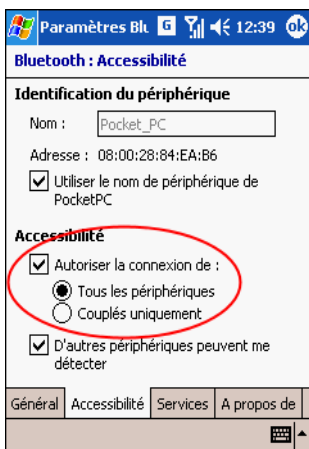 Paramètres Blu G 12:39 ok
Bluetooth : Accessibilité
Identification du périphérique
Nom : Pocket_PC
Adresse : 08:00:28:84:EA:B6
Utiliser le nom de périphérique de
PocketPC
Accessibilité
Autoriser la connexion de :
Tous les périphériques
Couplés uniquement
D'autres périphériques peuvent me
détecter
Général Accessibilité Services A propos de